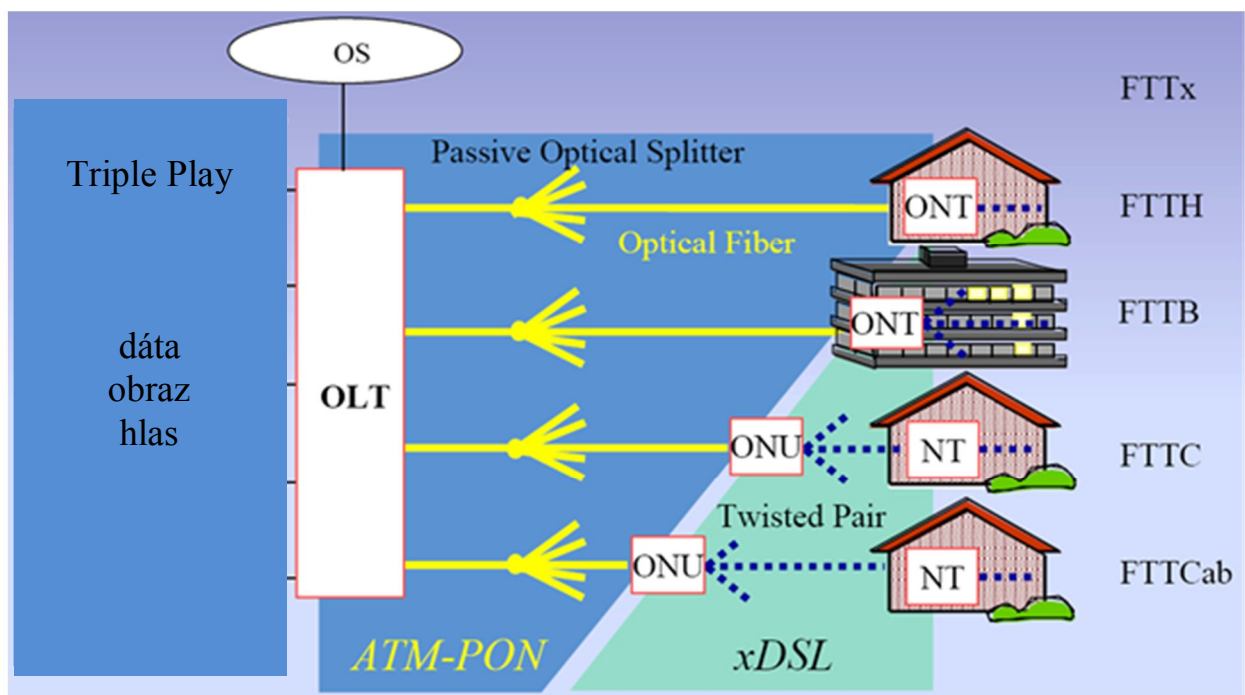 OS
FTTx
Triple Play
Passive Optical Splitter
ONT
FTTH
Optical Fiber
dáta
obraz
hlas
OLT
ONT
FTTB
ONU
NT
FTTC
Twisted Pair
ONU
NT
FTTCab
ATM-PON
xDSL